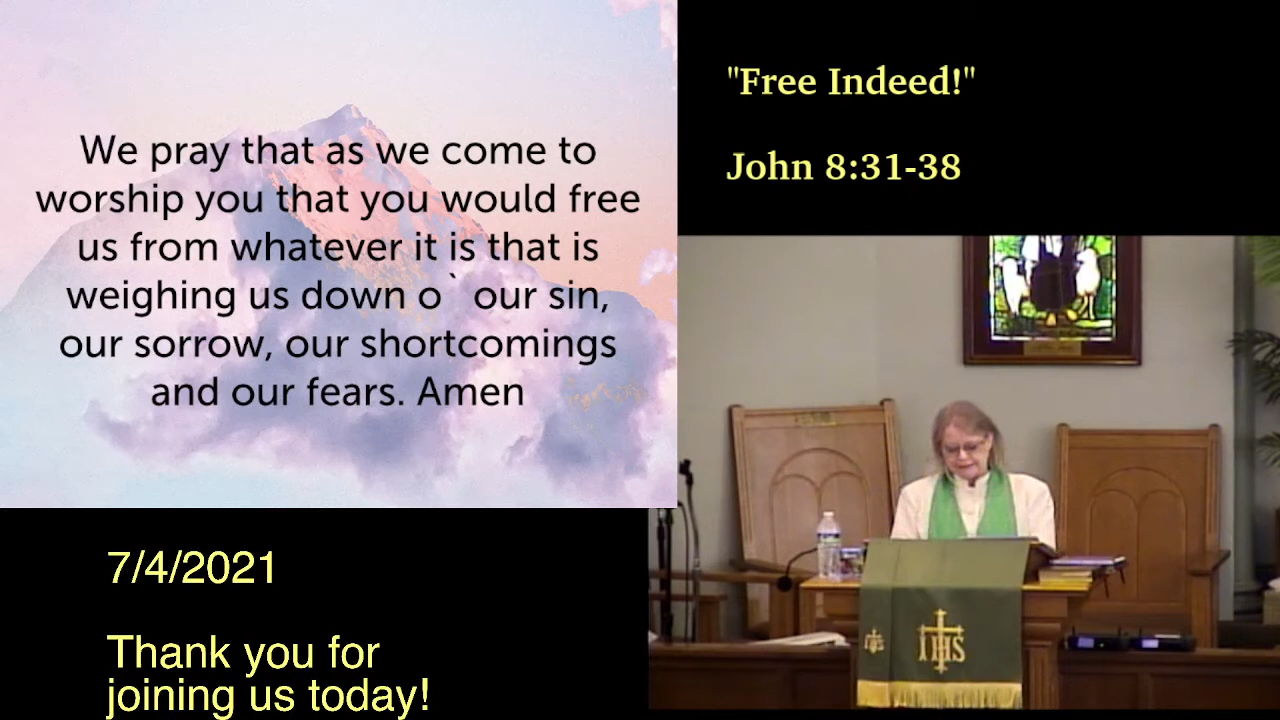 We pray that as we come to
worship you that you would free
us from whatever it is that is
weighing us down o` our sin,
our sorrow, our shortcomings
and our fears. Amen
"Free Indeed!"
John 8:31-38
IHS
7/4/2021
Thank you for
joining us today!